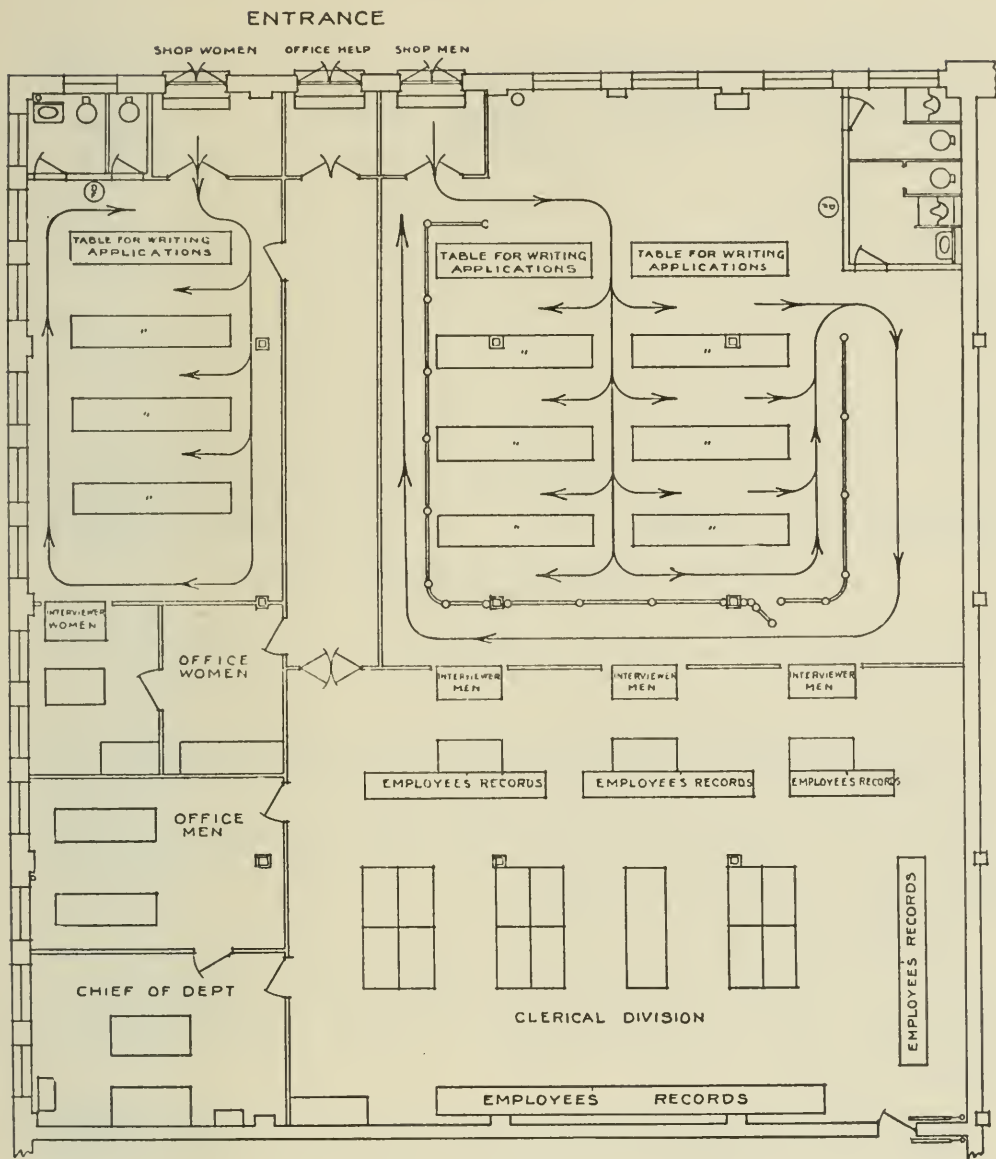 ENTRANCE
SHOP WOMEN
OFFICE HELP
SHOP MEN
TABLE FOR WRITING
APPLICATIONS
"
"
"
TABLE FOR WRITING
APPLICATIONS
TABLE FOR WRITING
APPLICATIONS
"
"
"
"
"
"
INTERVIEWER
WOMEN
OFFICE
WOMEN
INTERVIEWER
MEN
INTERVIEWER
MEN
INTERVIEWER
MEN
EMPLOYEES RECORDS
EMPLOYEES RECORDS
EMPLOYEES RECORDS
OFFICE
MEN
CHIEF OF DEPT
CLERICAL DIVISION
EMPLOYEES RECORDS
EMPLOYEES RECORDS